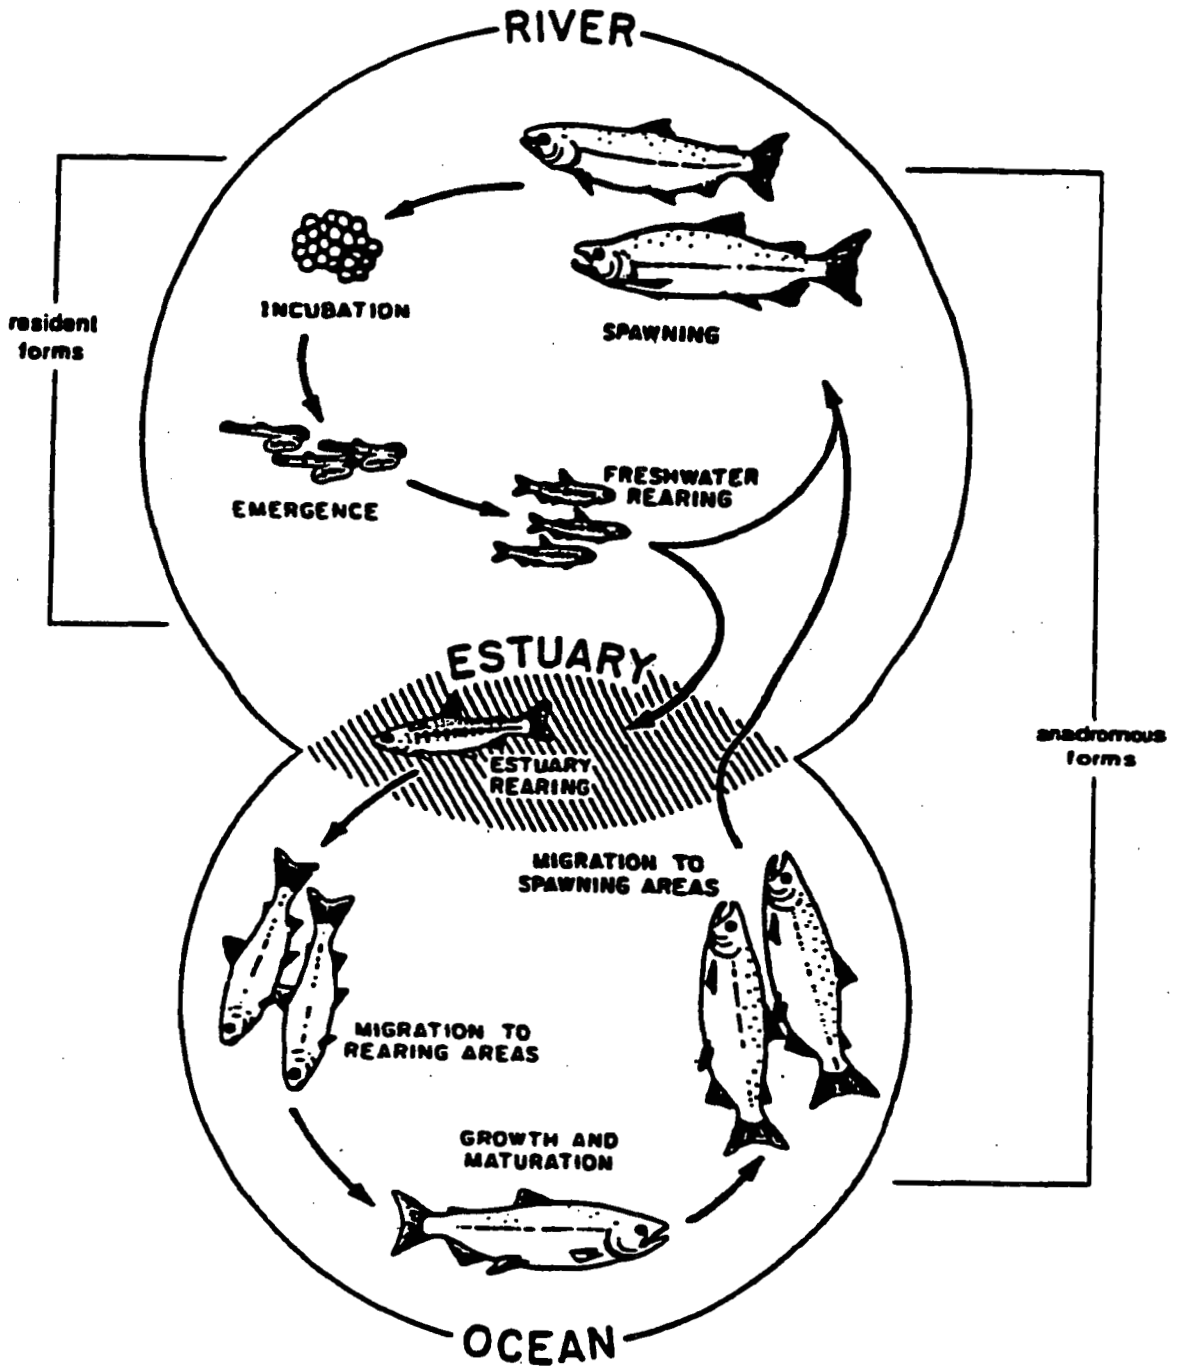 RIVER
INCUBATION
SPAWNING
resident
forms
EMERGENCE
FRESHWATER
REARING
ESTUARY
ESTUARY
REARING
anadromous
forms
MIGRATION TO
SPAWNING AREAS
MIGRATION TO
REARING AREAS
GROWTH AND
MATURATION
OCEAN